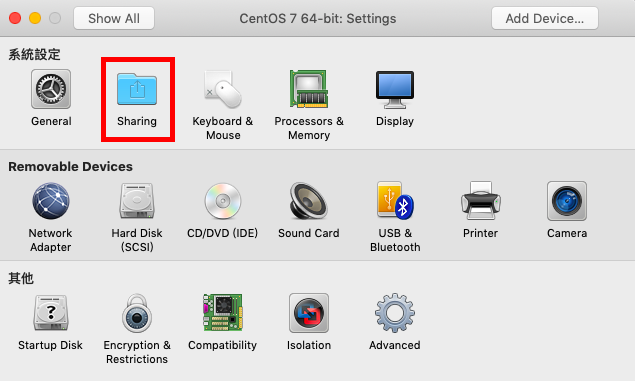 Show All
CentOS 7 64-bit: Settings
Add Device...
系統設定
General
Sharing
Keyboard &
Mouse
Processors &
Memory
Display
Removable Devices
Network
Adapter
Hard Disk
(SCSI)
CD/DVD (IDE)
Sound Card
USB &
Bluetooth
Printer
Camera
其他
?
Startup Disk
Encryption &
Restrictions
Compatibility
Isolation
Advanced